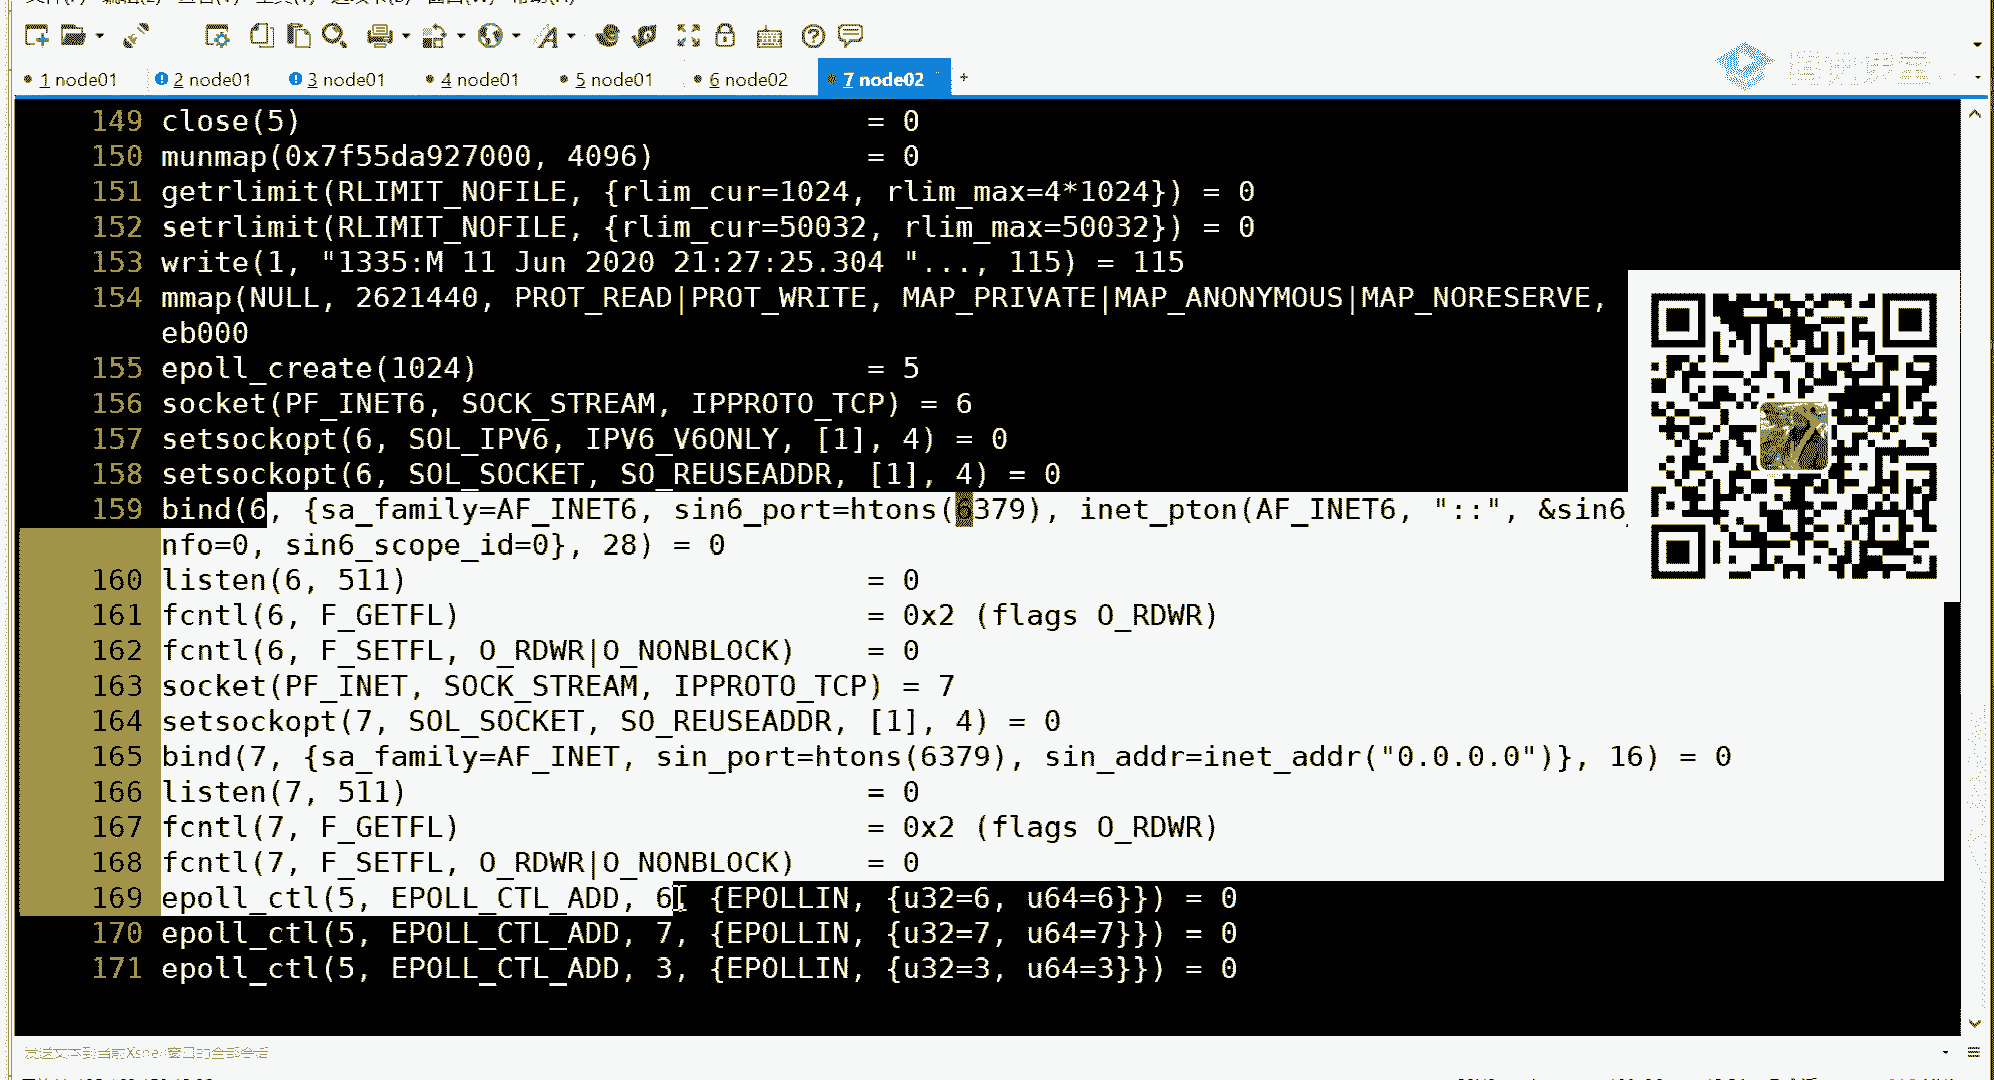 1 node01
2 node01
3 node01
4 node01
5 node01
6 node02
7 node02
+
149 close(5) = 0
150 munmap(0x7f55da927000, 4096) = 0
151 getrlimit(RLIMIT_NOFILE, {rlim_cur=1024, rlim_max=4*1024}) = 0
152 setrlimit(RLIMIT_NOFILE, {rlim_cur=50032, rlim_max=50032}) = 0
153 write(1, "1335:M 11 Jun 2020 21:27:25.304 "..., 115) = 115
154 mmap(NULL, 2621440, PROT_READ|PROT_WRITE, MAP_PRIVATE|MAP_ANONYMOUS|MAP_NORESERVE,
eb000
155 epoll_create(1024) = 5
156 socket(PF_INET6, SOCK_STREAM, IPPROTO_TCP) = 6
157 setsockopt(6, SOL_IPV6, IPV6_V6ONLY, [1], 4) = 0
158 setsockopt(6, SOL_SOCKET, SO_REUSEADDR, [1], 4) = 0
159 bind(6, {sa_family=AF_INET6, sin6_port=htons(6379), inet_pton(AF_INET6, "::", &sin6_
nfo=0, sin6_scope_id=0}, 28) = 0
160 listen(6, 511) = 0
161 fcntl(6, F_GETFL) = 0x2 (flags O_RDWR)
162 fcntl(6, F_SETFL, O_RDWR|O_NONBLOCK) = 0
163 socket(PF_INET, SOCK_STREAM, IPPROTO_TCP) = 7
164 setsockopt(7, SOL_SOCKET, SO_REUSEADDR, [1], 4) = 0
165 bind(7, {sa_family=AF_INET, sin_port=htons(6379), sin_addr=inet_addr("0.0.0.0")}, 16) = 0
166 listen(7, 511) = 0
167 fcntl(7, F_GETFL) = 0x2 (flags O_RDWR)
168 fcntl(7, F_SETFL, O_RDWR|O_NONBLOCK) = 0
169 epoll_ctl(5, EPOLL_CTL_ADD, 6, {EPOLLIN, {u32=6, u64=6}}) = 0
170 epoll_ctl(5, EPOLL_CTL_ADD, 7, {EPOLLIN, {u32=7, u64=7}}) = 0
171 epoll_ctl(5, EPOLL_CTL_ADD, 3, {EPOLLIN, {u32=3, u64=3}}) = 0